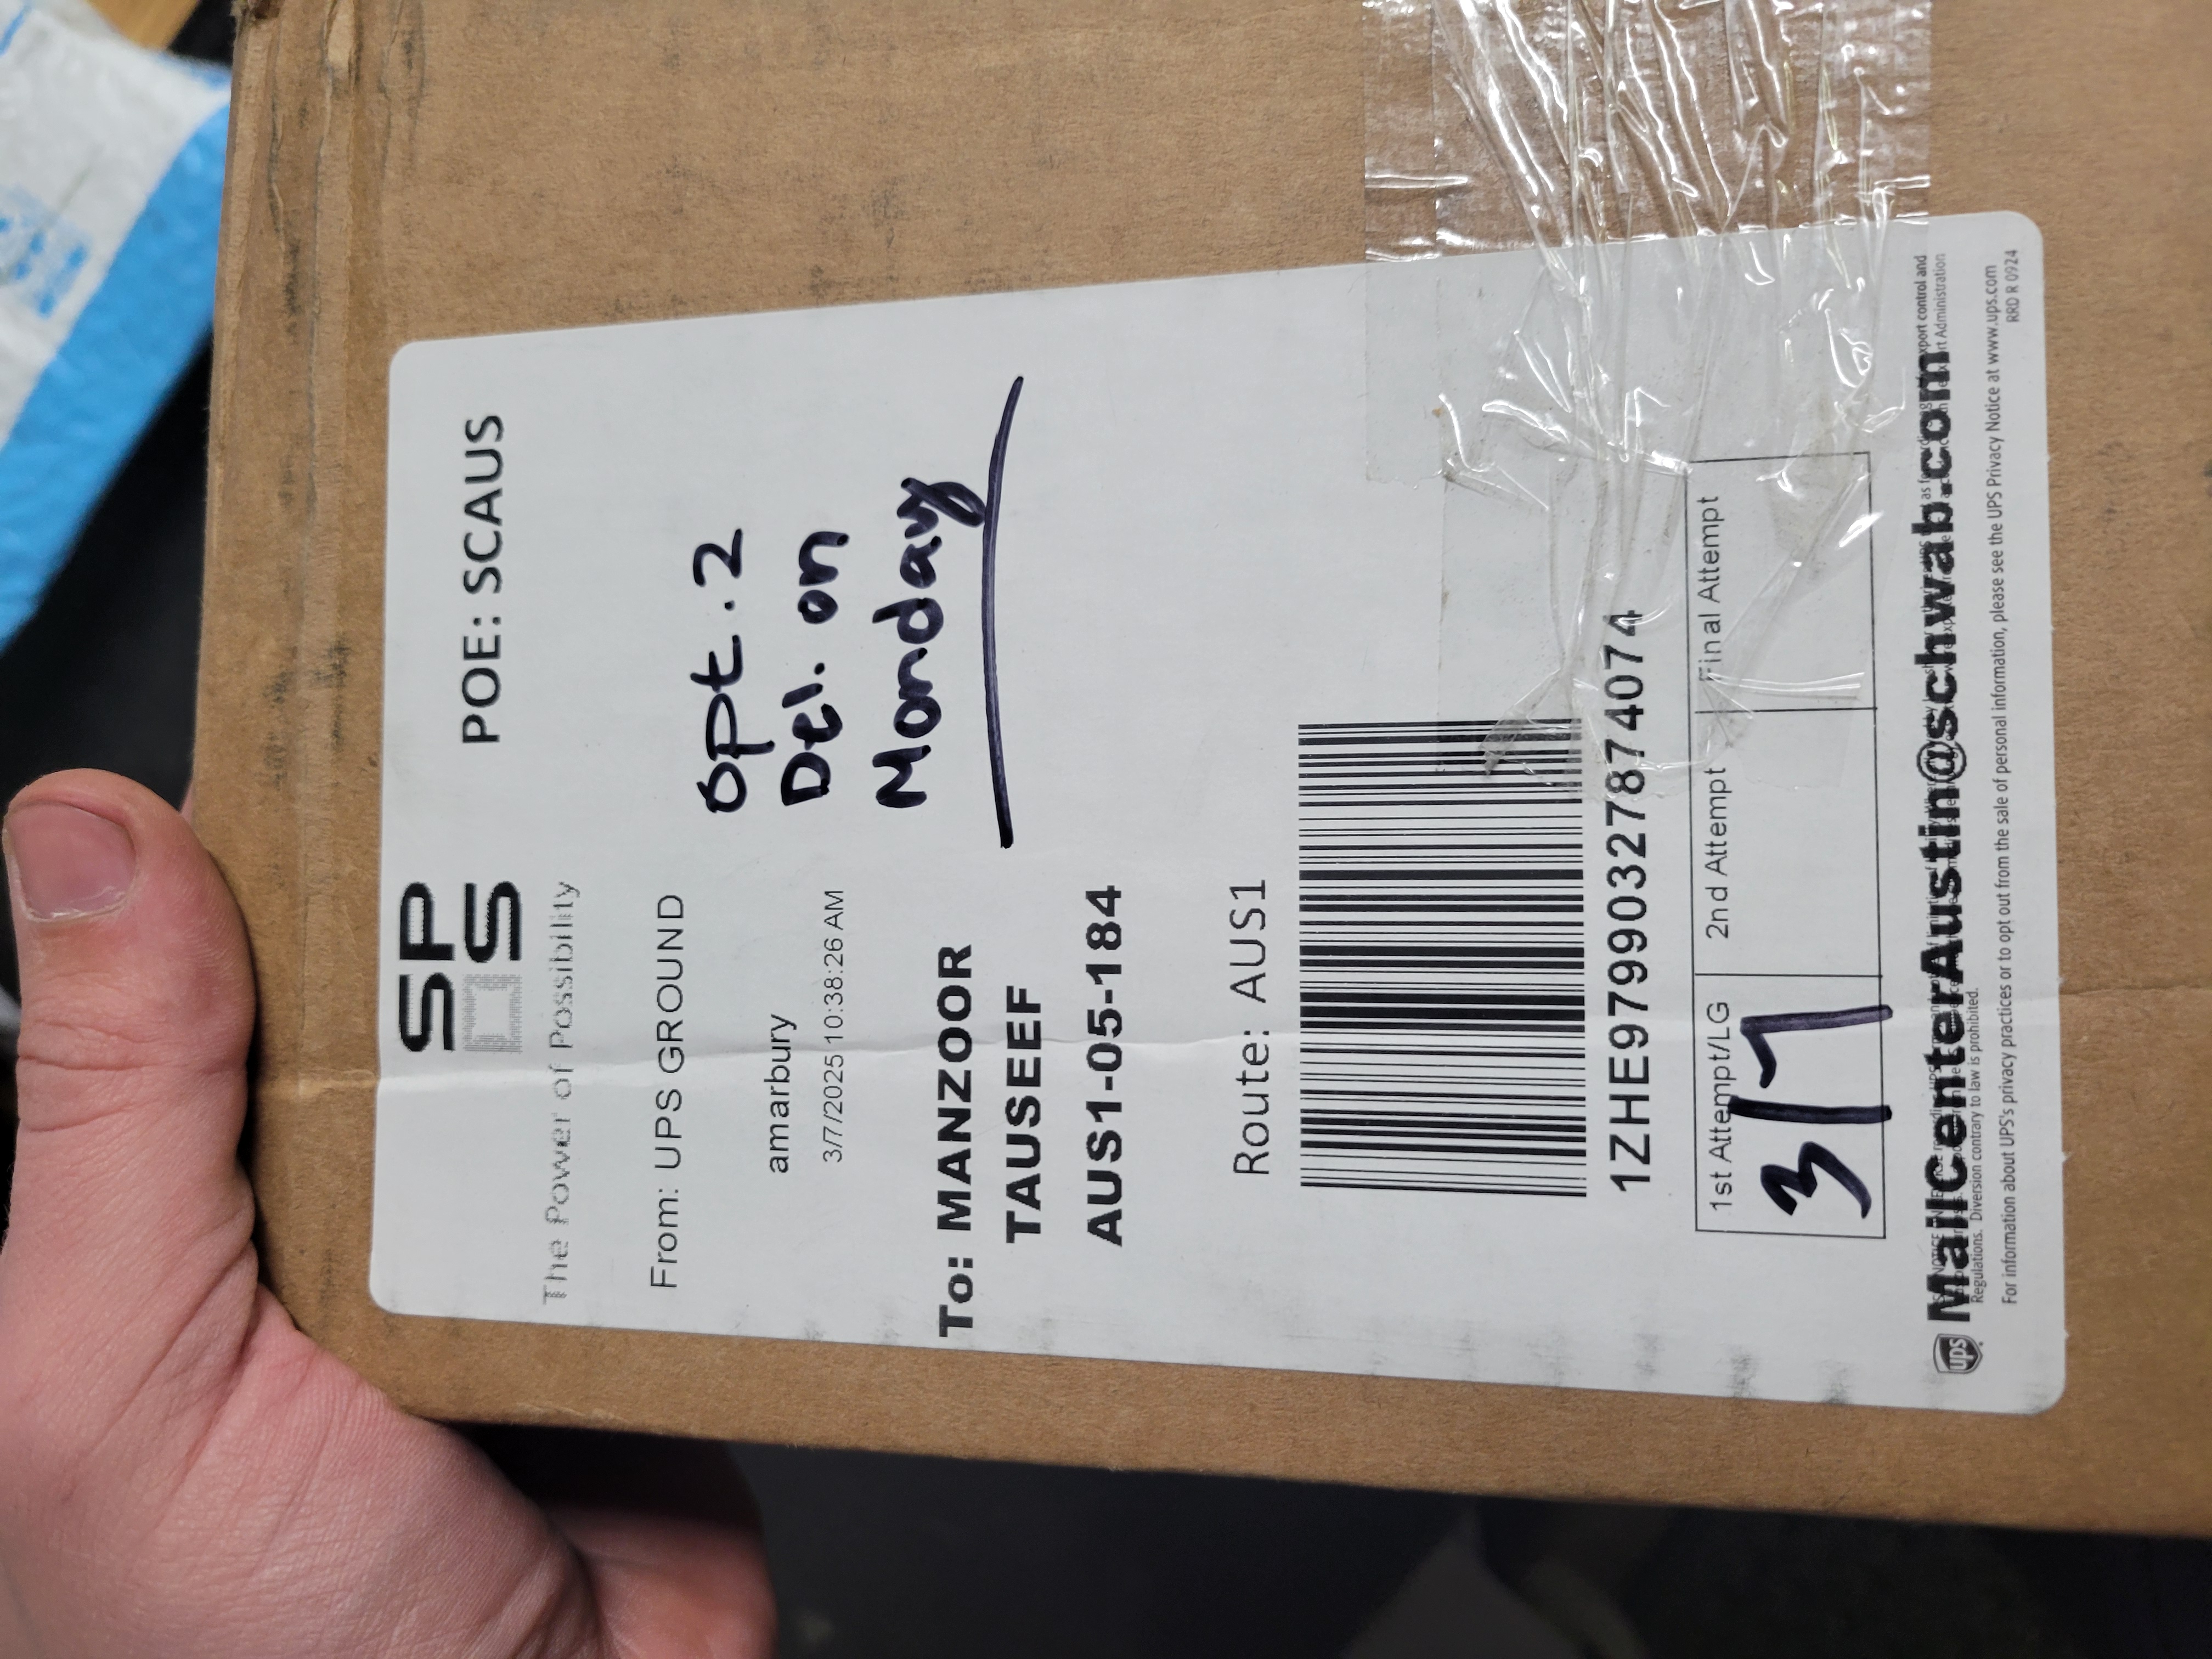 SP
S
POE: SCAUS
The Power of Possibility
From: UPS GROUND
opt. 2
Del. on
Monday
amarbury
3/7/2025 10:38:26 AM
To: MANZOOR
TAUSEEF
AUS1-05-184
Route: AUS1
1ZHE97990327874074
1st Attempt/LG
2nd Attempt
Final Attempt
3/7
MailCenterAustin@schwab.com
ups
Regulations. Diversion contrary to law is prohibited.
For information about UPS's privacy practices or to opt out from the sale of personal information, please see the UPS Privacy Notice at www.ups.com
RRD R 0924